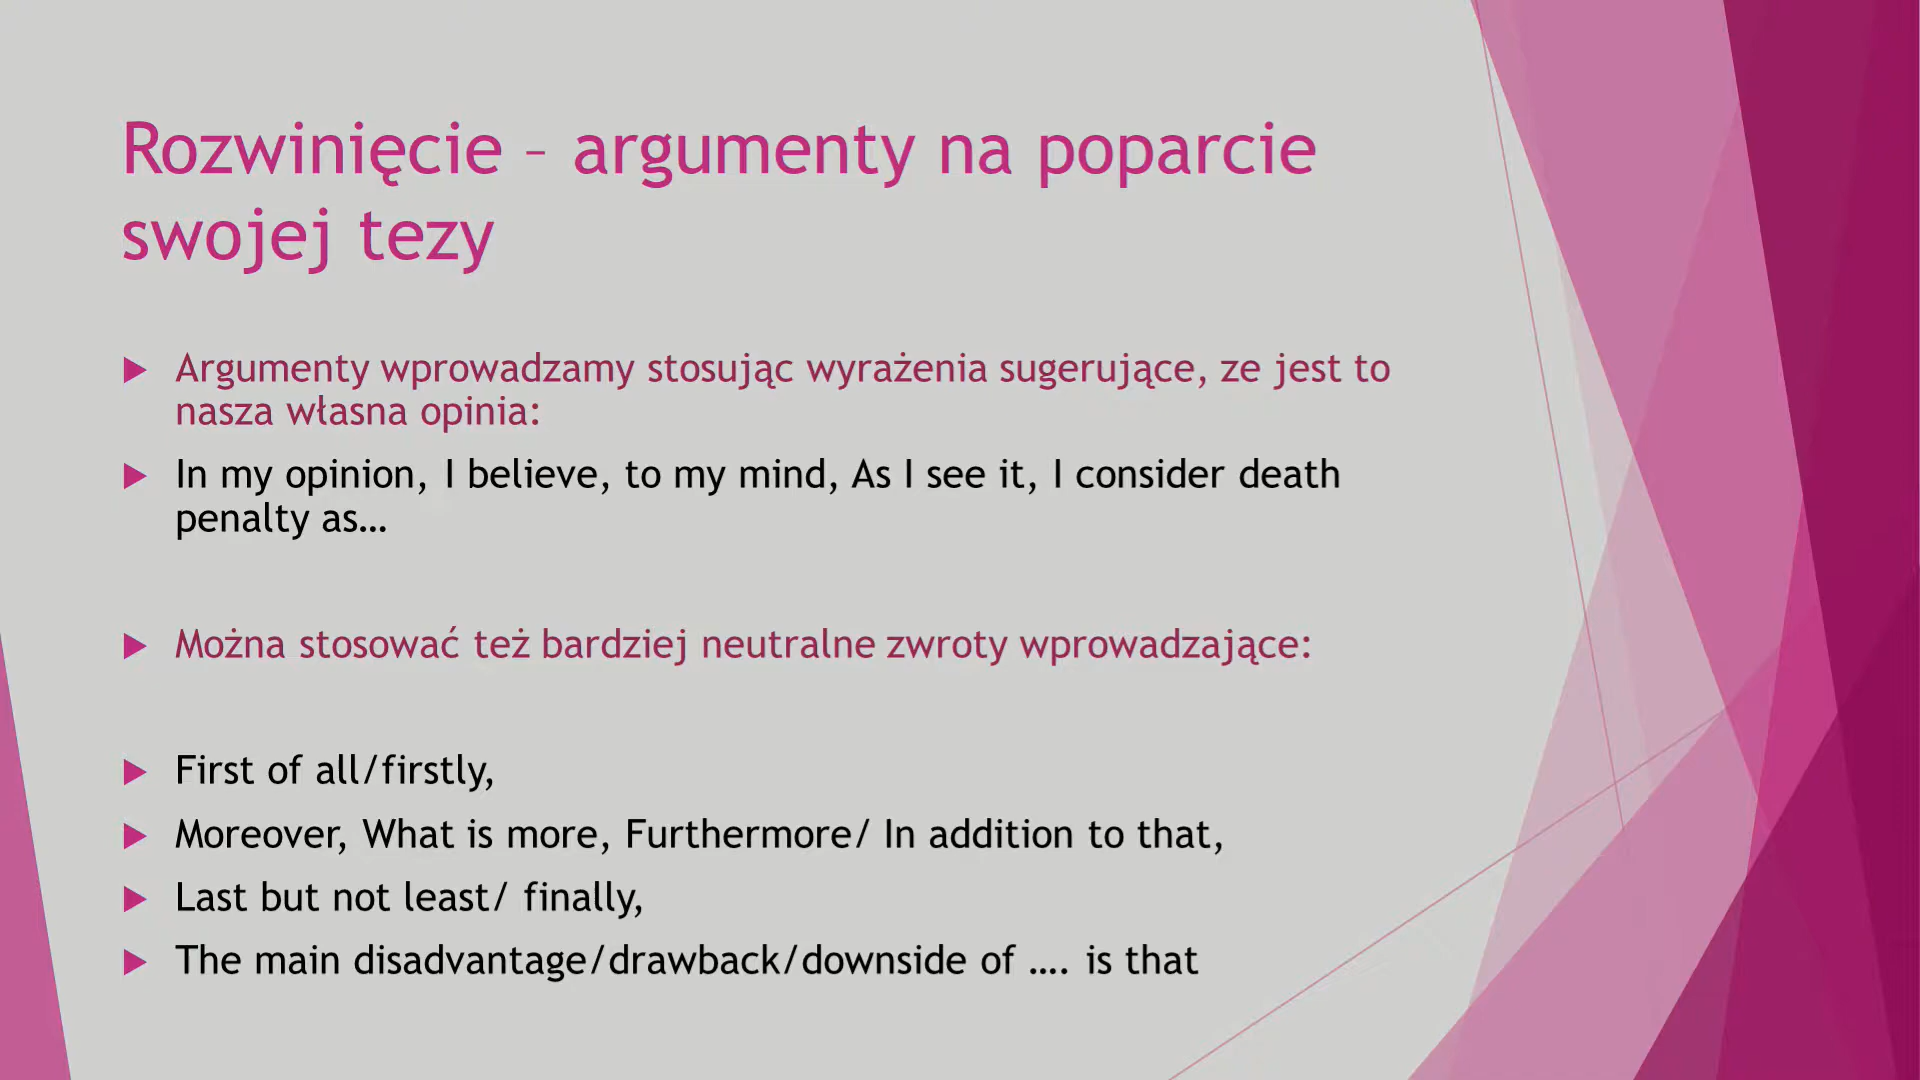 Rozwinięcie – argumenty na poparcie
swojej tezy
Argumenty wprowadzamy stosując wyrażenia sugerujące, ze jest to
nasza własna opinia:
In my opinion, I believe, to my mind, As I see it, I consider death
penalty as…
Można stosować też bardziej neutralne zwroty wprowadzające:
First of all/firstly,
Moreover, What is more, Furthermore/ In addition to that,
Last but not least/ finally,
The main disadvantage/drawback/downside of …. is that